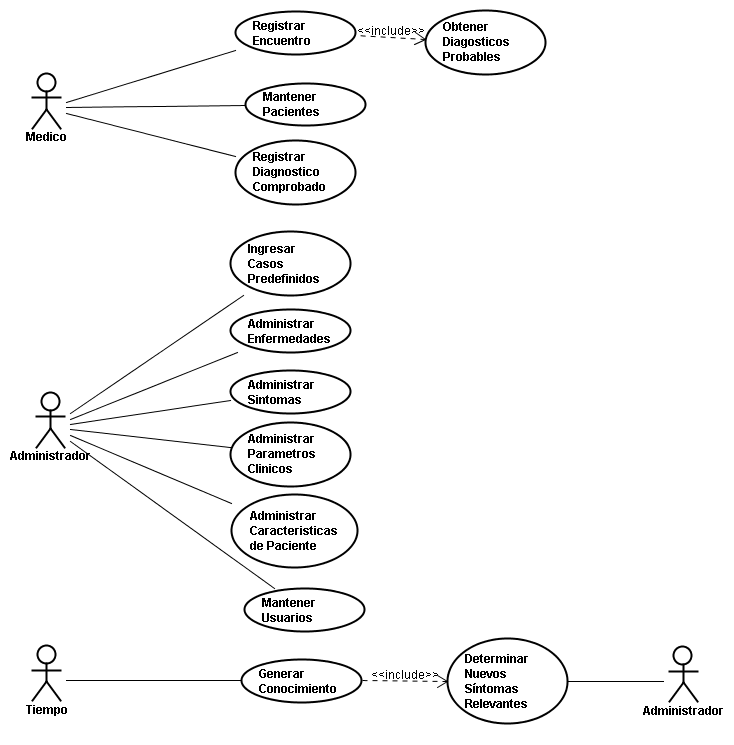 Registrar
Encuentro
<<include>>
Obtener
Diagosticos
Probables
Medico
Mantener
Pacientes
Registrar
Diagnostico
Comprobado
Ingresar
Casos
Predefinidos
Administrar
Enfermedades
Administrar
Sintomas
Administrador
Administrar
Parametros
Clinicos
Administrar
Caracteristicas
de Paciente
Mantener
Usuarios
Tiempo
Generar
Conocimiento
<<include>>
Determinar
Nuevos
Síntomas
Relevantes
Administrador